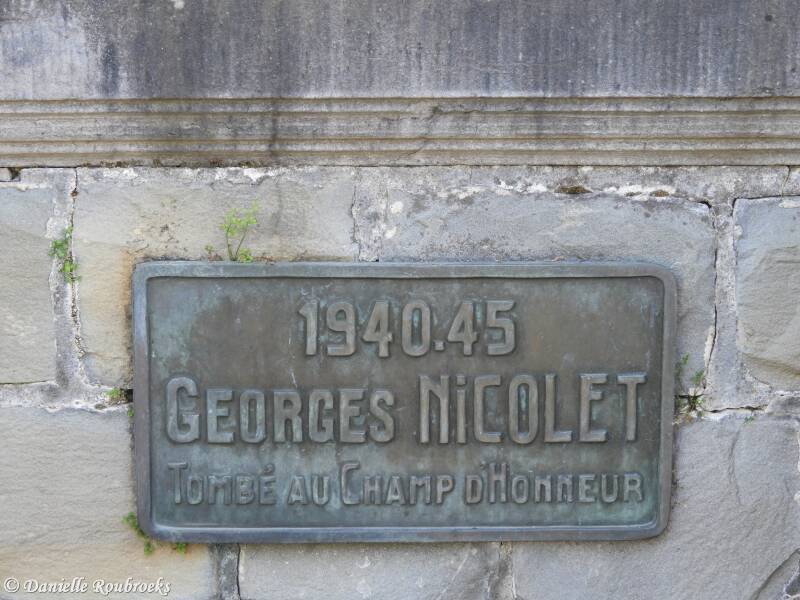 1940.45
GEORGES NiCOLET
TOMBÉ AU CHAMP D'HONNEUR
© Danielle Roubroeks